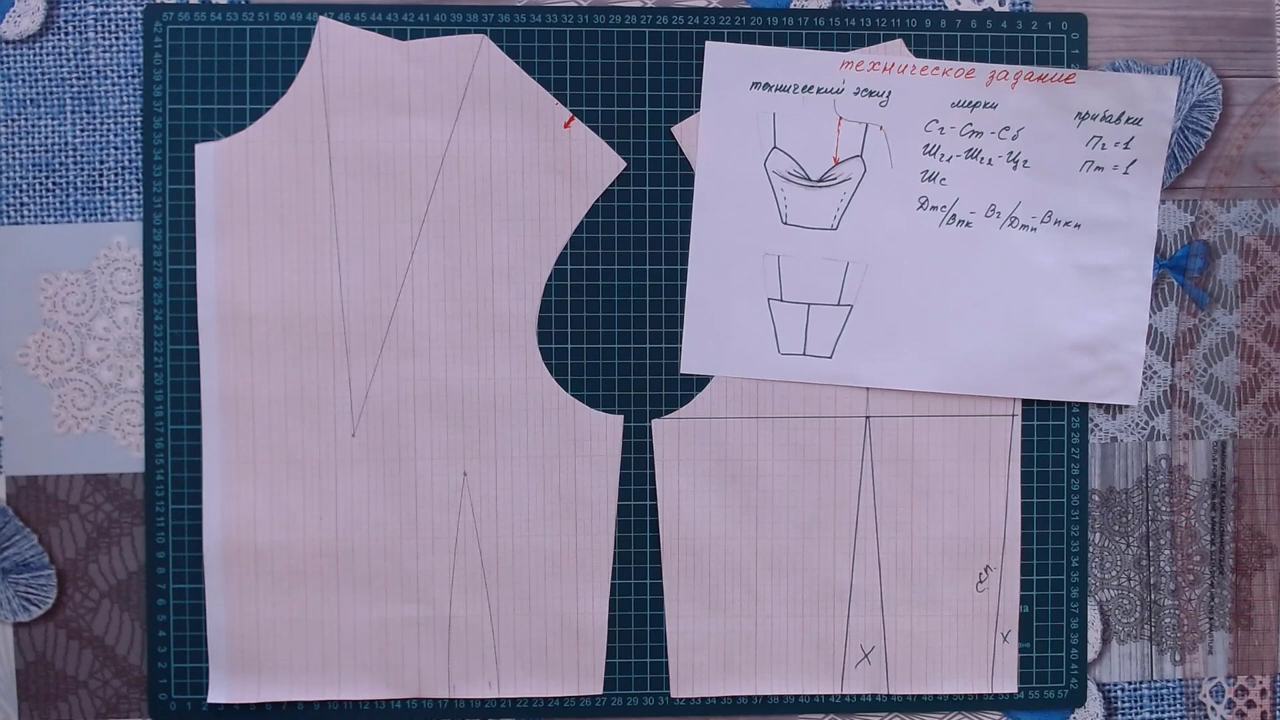 техническое задание
технический эскиз
мерки
прибавки
Сг-Ст-Сб
Пг=1
Шг1-Шг2-Цг
Пт=1
Шс
Дтс/Впк-Вг/Дтп-Впкп
ср.п.
X
X